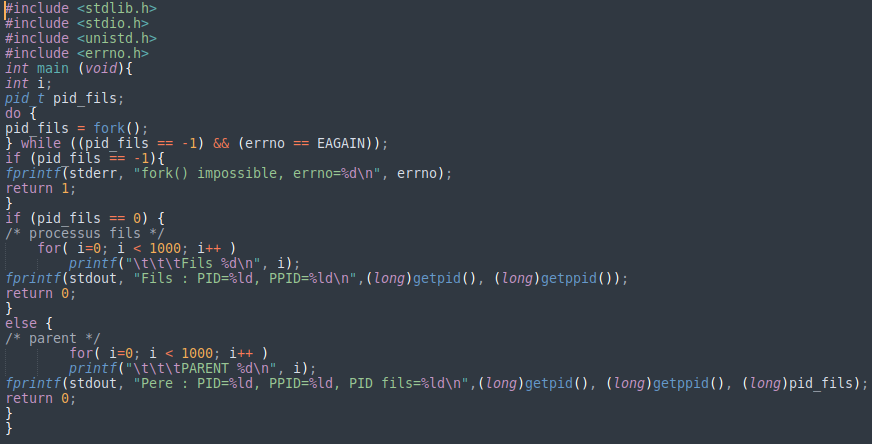 #include <stdlib.h>
#include <stdio.h>
#include <unistd.h>
#include <errno.h>
int main (void){
int i;
pid_t pid_fils;
do {
pid_fils = fork();
} while ((pid_fils == -1) && (errno == EAGAIN));
if (pid_fils == -1){
fprintf(stderr, "fork() impossible, errno=%d\n", errno);
return 1;
}
if (pid_fils == 0) {
/* processus fils */
    for( i=0; i < 1000; i++ )
        printf("\t\t\tFils %d\n", i);
fprintf(stdout, "Fils : PID=%ld, PPID=%ld\n",(long)getpid(), (long)getppid());
return 0;
}
else {
/* parent */
        for( i=0; i < 1000; i++ )
        printf("\t\t\tPARENT %d\n", i);
fprintf(stdout, "Pere : PID=%ld, PPID=%ld, PID fils=%ld\n",(long)getpid(), (long)getppid(), (long)pid_fils);
return 0;
}
}